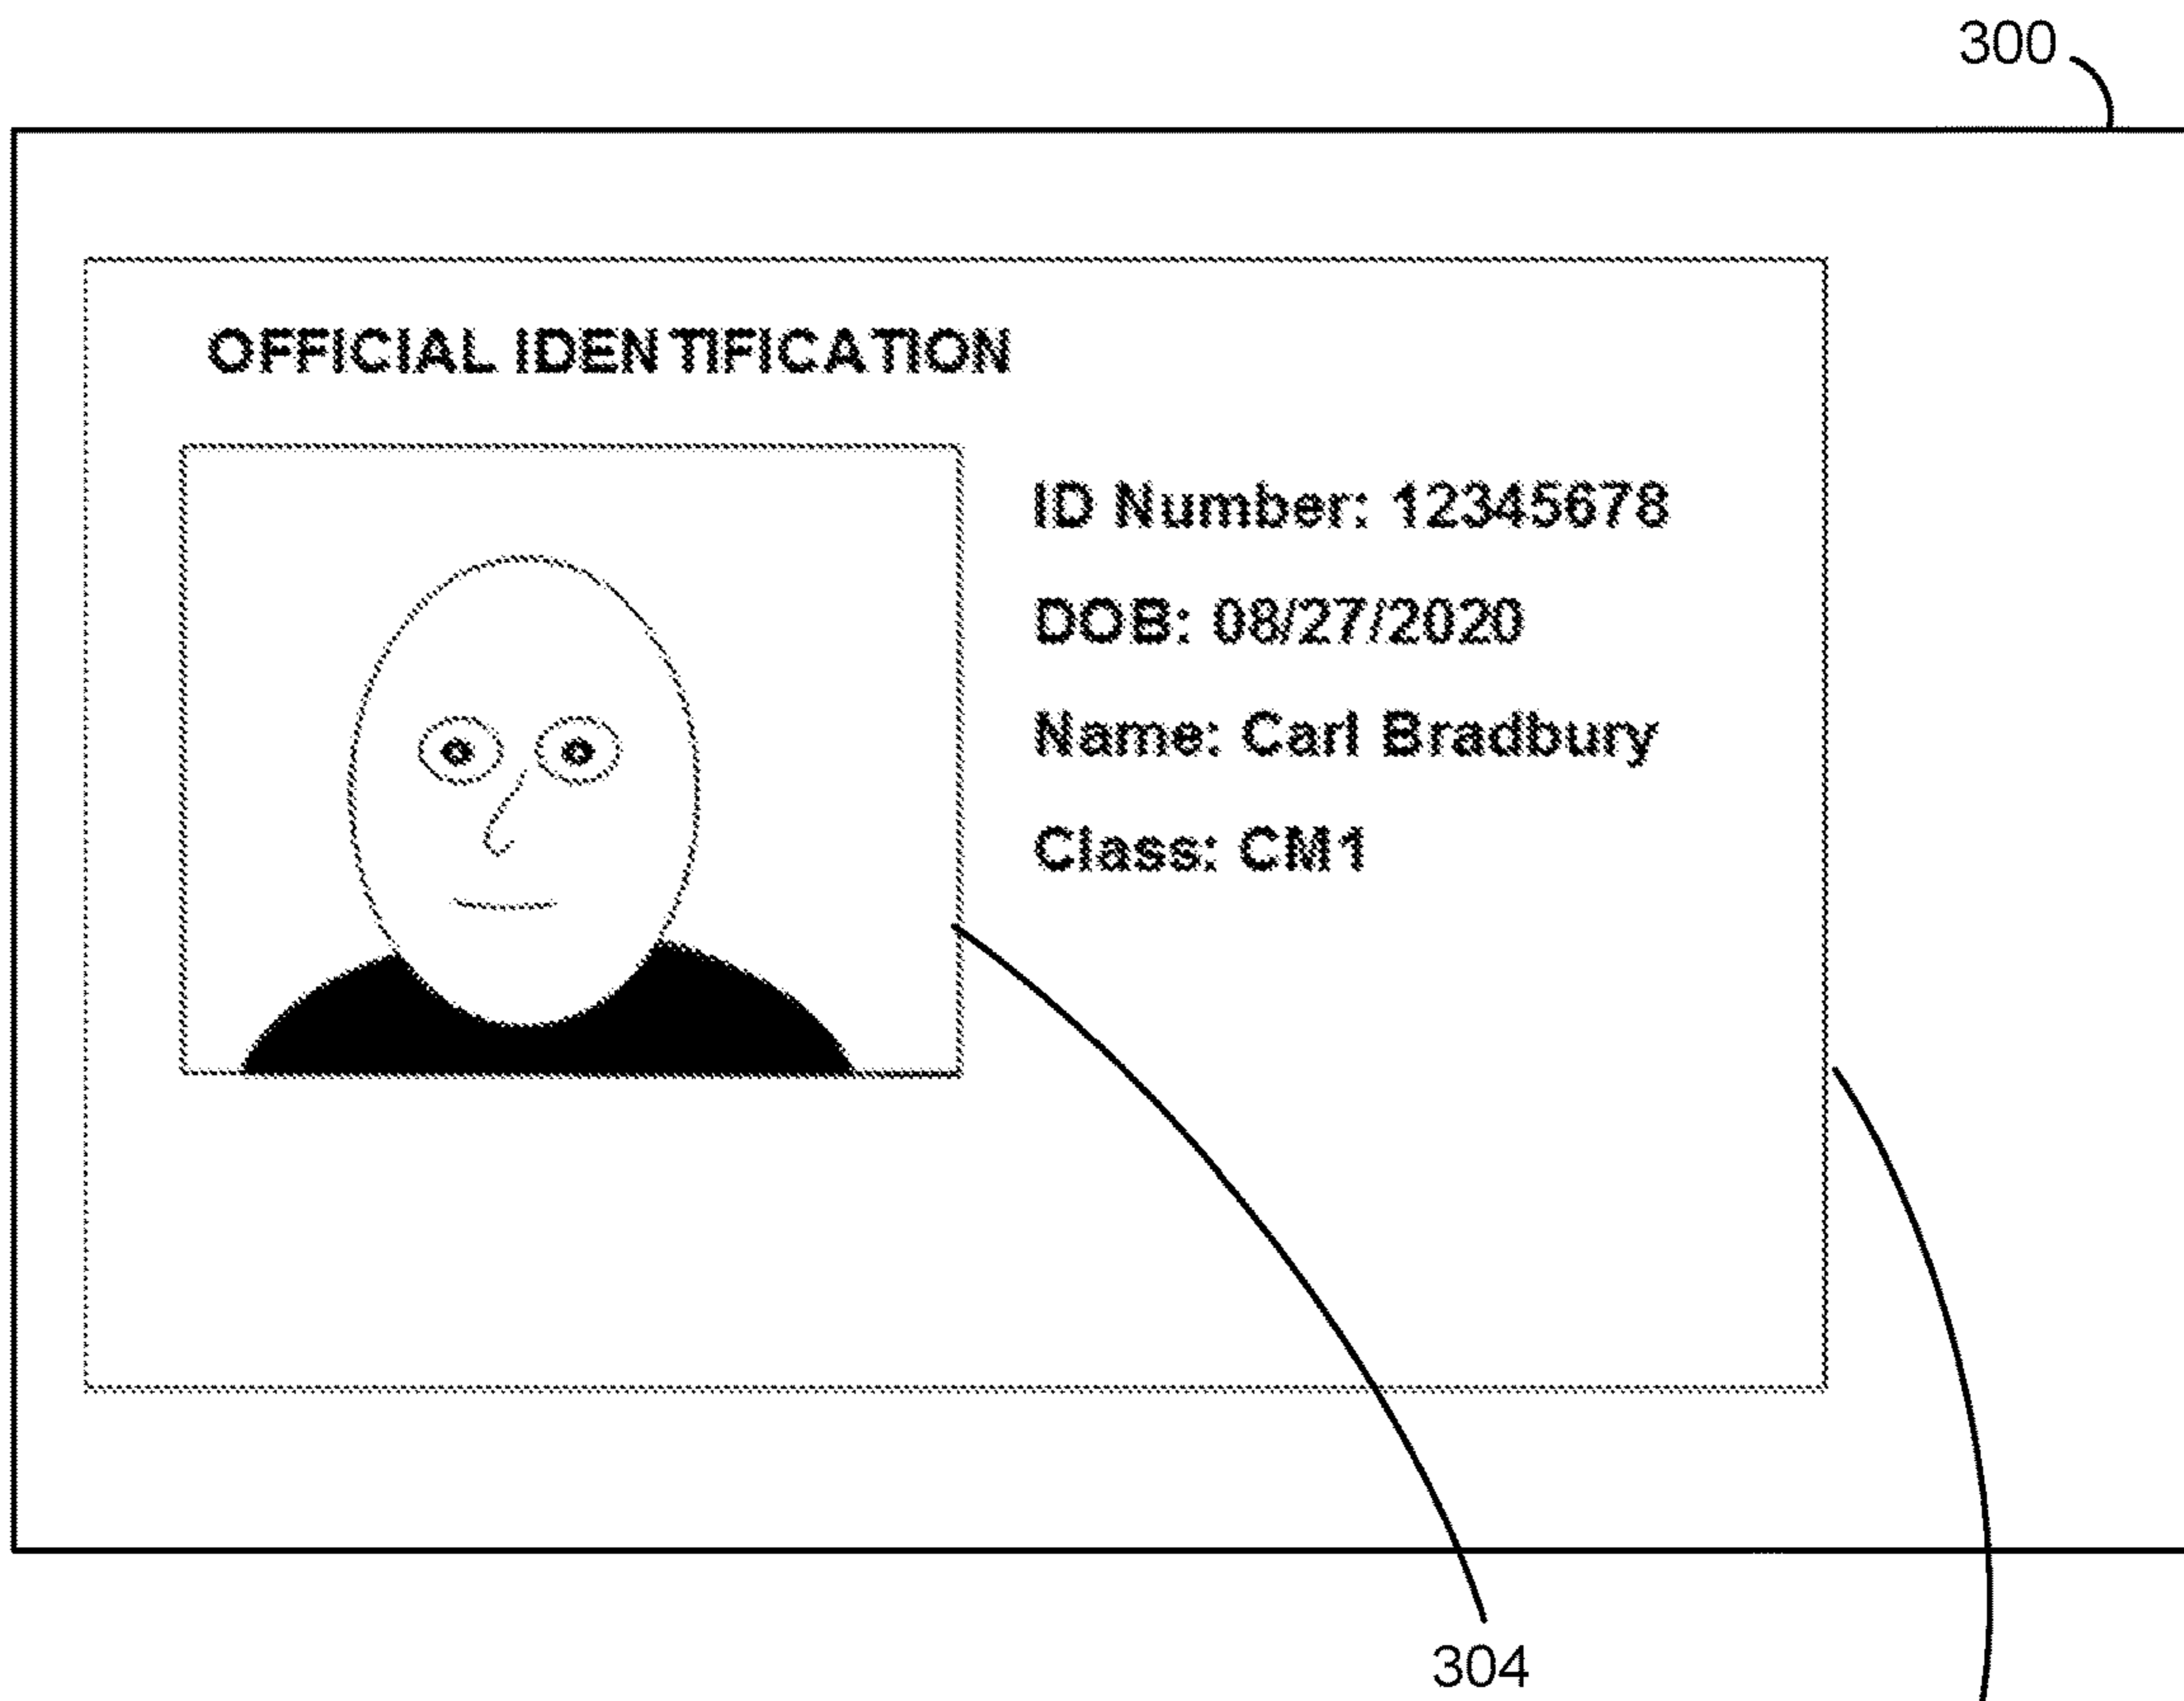 300
OFFICIAL IDENTIFICATION
ID Number: 12345678
DOB: 08/27/2020
Name: Carl Bradbury
Class: CM1
304